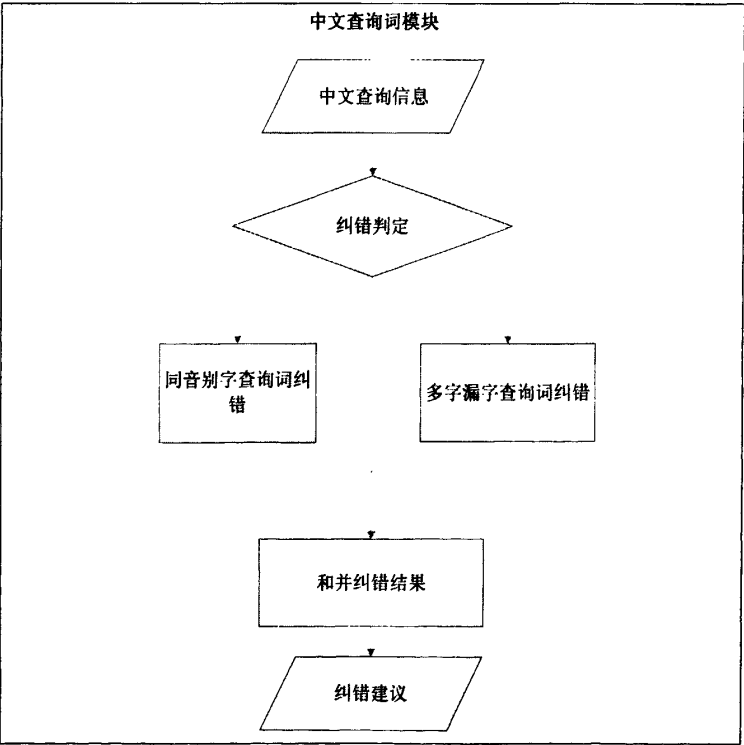 中文查询词模块
中文查询信息
纠错判定
同音别字查询词纠
错
多字漏字查询词纠错
和并纠错结果
纠错建议